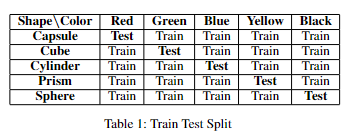 Shape\Color Red Green Blue Yellow Black
Capsule Test Train Train Train Train
Cube Train Test Train Train Train
Cylinder Train Train Test Train Train
Prism Train Train Train Test Train
Sphere Train Train Train Train Test
Table 1: Train Test Split